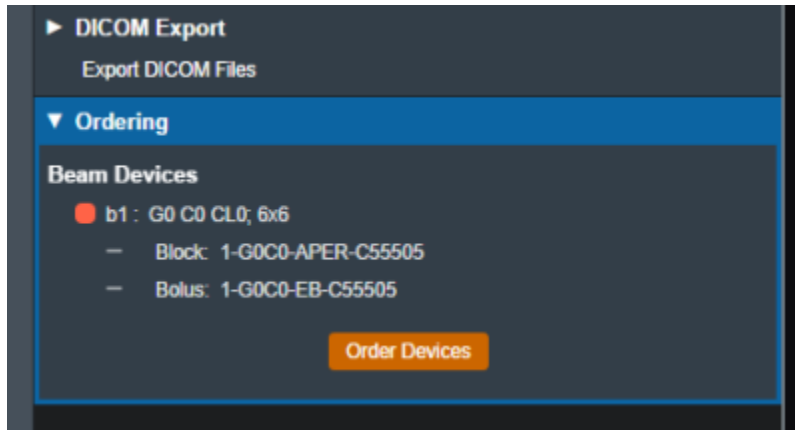 DICOM Export
Export DICOM Files
Ordering
Beam Devices
b1 : G0 C0 CL0; 6x6
– Block: 1-G0C0-APER-C55505
– Bolus: 1-G0C0-EB-C55505
Order Devices